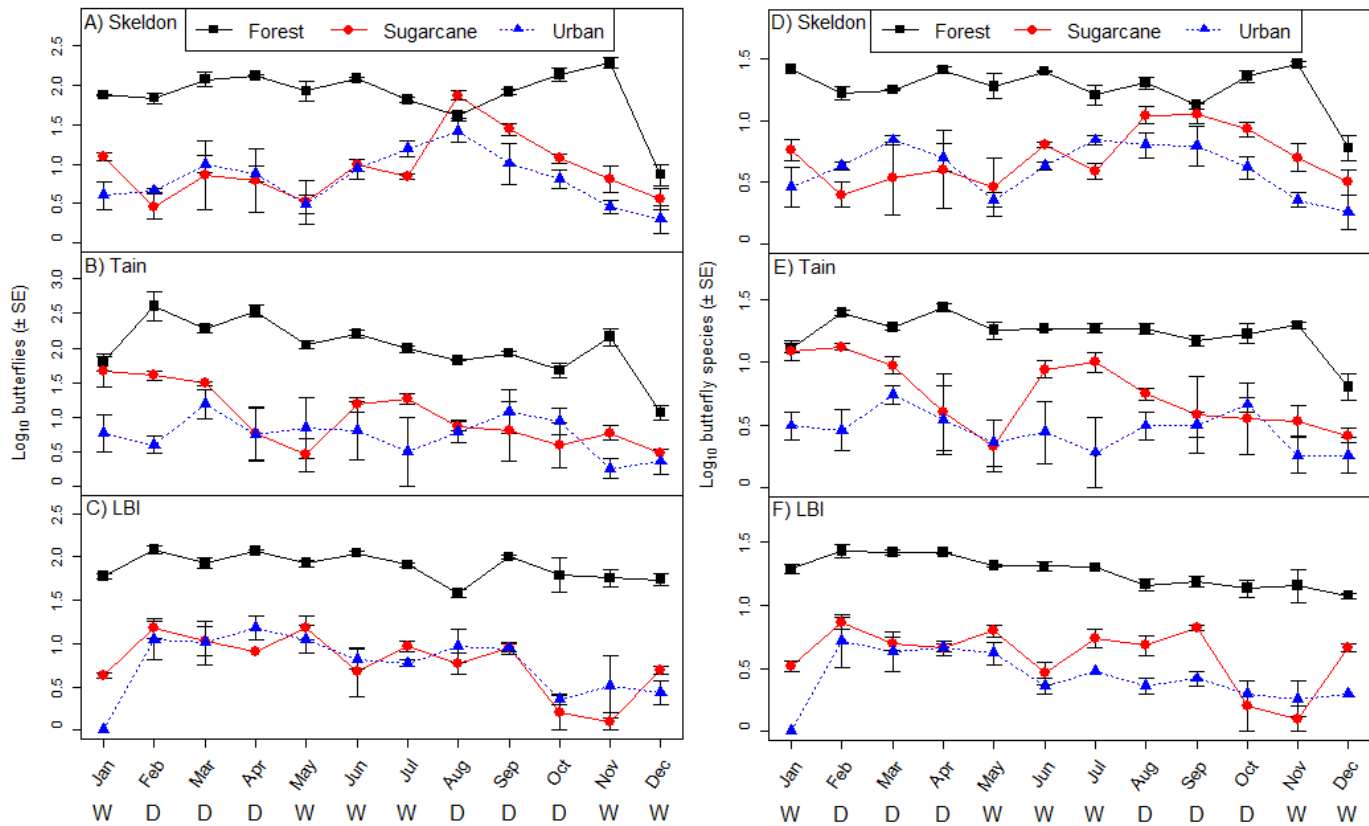 A) Skeldon
Forest Sugarcane Urban
0 0.5 1.0 1.5 2.0 2.5
B) Tain
0 0.5 1.0 1.5 2.0 2.5 3.0
C) LBI
0 0.5 1.0 1.5 2.0 2.5
Log10 butterflies (± SE)
Jan Feb Mar Apr May Jun Jul Aug Sep Oct Nov Dec
W D D D W W W D D D W W
D) Skeldon
Forest Sugarcane Urban
0 0.5 1.0 1.5
E) Tain
0 0.5 1.0 1.5
F) LBI
0 0.5 1.0 1.5
Log10 butterfly species (± SE)
Jan Feb Mar Apr May Jun Jul Aug Sep Oct Nov Dec
W D D D W W W D D D W W